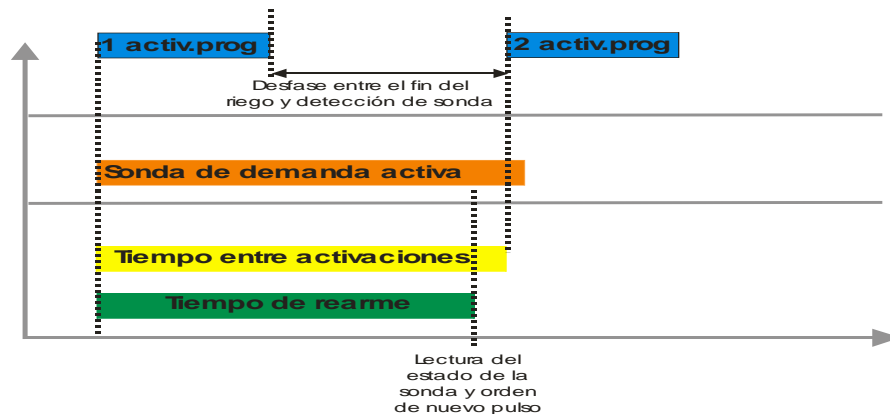 1 activ.prog
2 activ.prog
Desfase entre el fin del
riego y detección de sonda
Sonda de demanda activa
Tiempo entre activaciones
Tiempo de rearme
Lectura del
estado de la
sonda y orden
de nuevo pulso